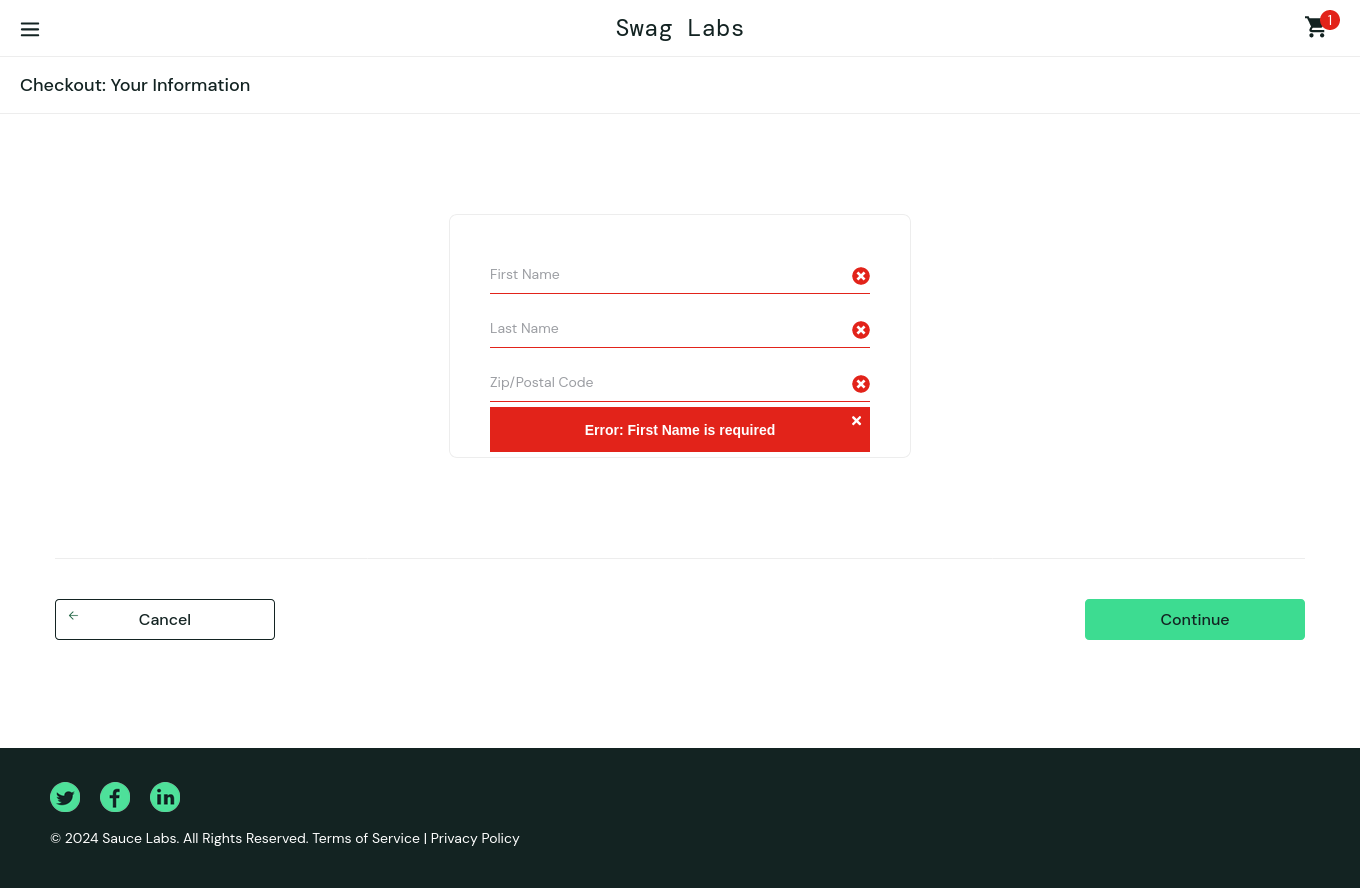 Swag Labs
1
Checkout: Your Information
First Name
Last Name
Zip/Postal Code
Error: First Name is required
Cancel
Continue
© 2024 Sauce Labs. All Rights Reserved. Terms of Service | Privacy Policy